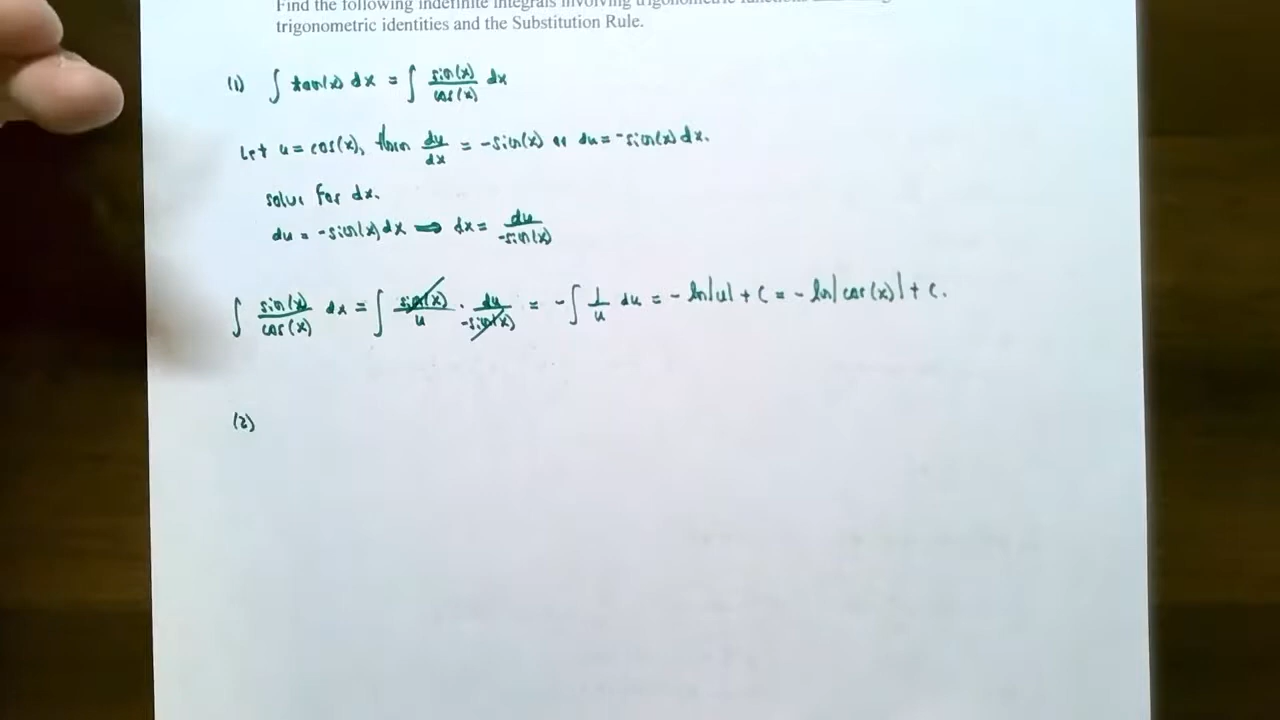 Find the following indefinite integrals involving trigonometric
trigonometric identities and the Substitution Rule.
(1) ∫ tan(x) dx = ∫ sin(x)/cos(x) dx
Let u = cos(x), then du/dx = -sin(x) or du = -sin(x) dx.
solve for dx.
du = -sin(x) dx ⟹ dx = du/-sin(x)
∫ sin(x)/cos(x) dx = ∫ sin(x)/u · du/-sin(x) = -∫ 1/u du = -ln|u| + C = -ln|cos(x)| + C.
(2)